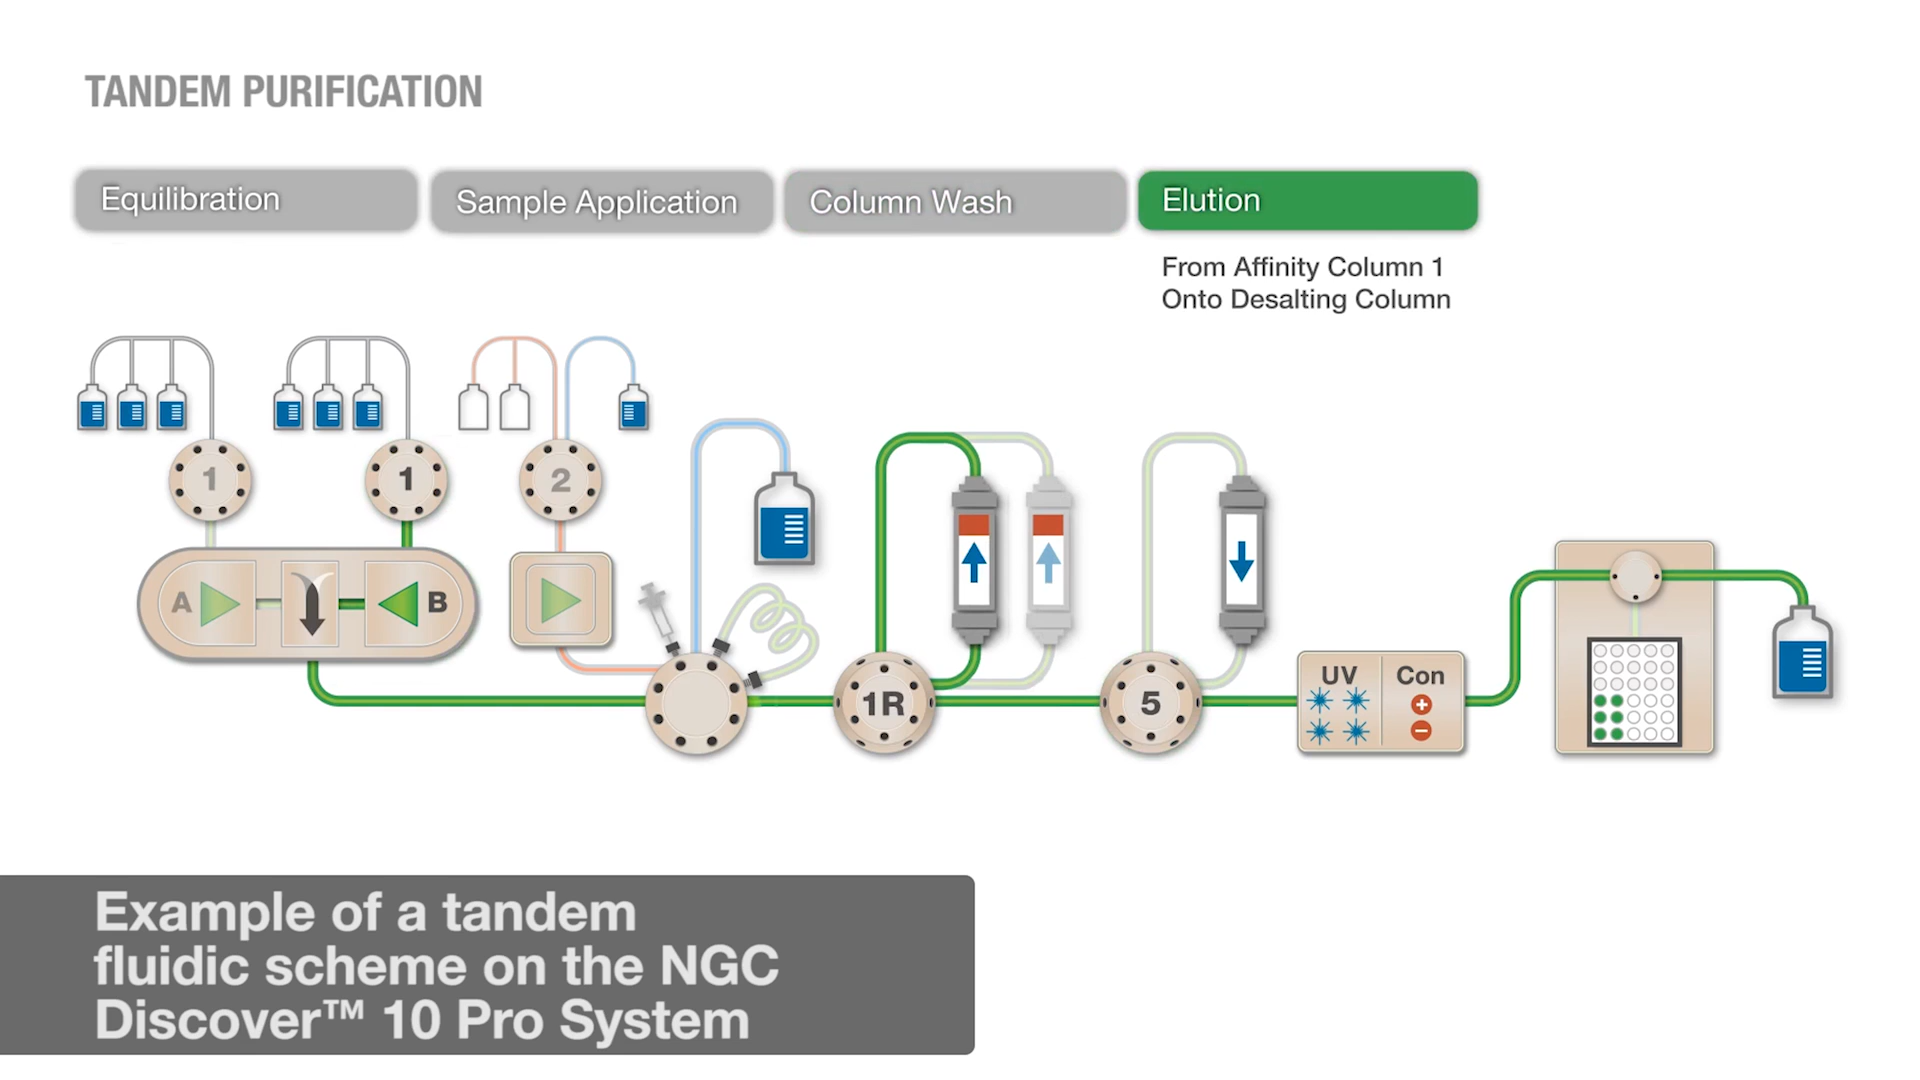 TANDEM PURIFICATION
Equilibration
Sample Application
Column Wash
Elution
From Affinity Column 1
Onto Desalting Column
1
1
2
A
B
1R
5
UV
Con
Example of a tandem
fluidic scheme on the NGC
Discover™ 10 Pro System